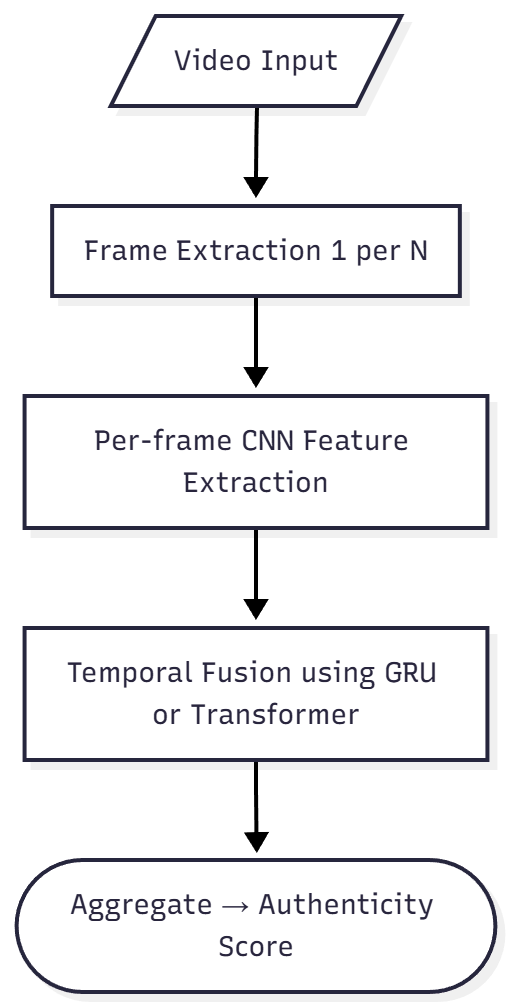 Video Input
Frame Extraction 1 per N
Per-frame CNN Feature
Extraction
Temporal Fusion using GRU
or Transformer
Aggregate → Authenticity
Score